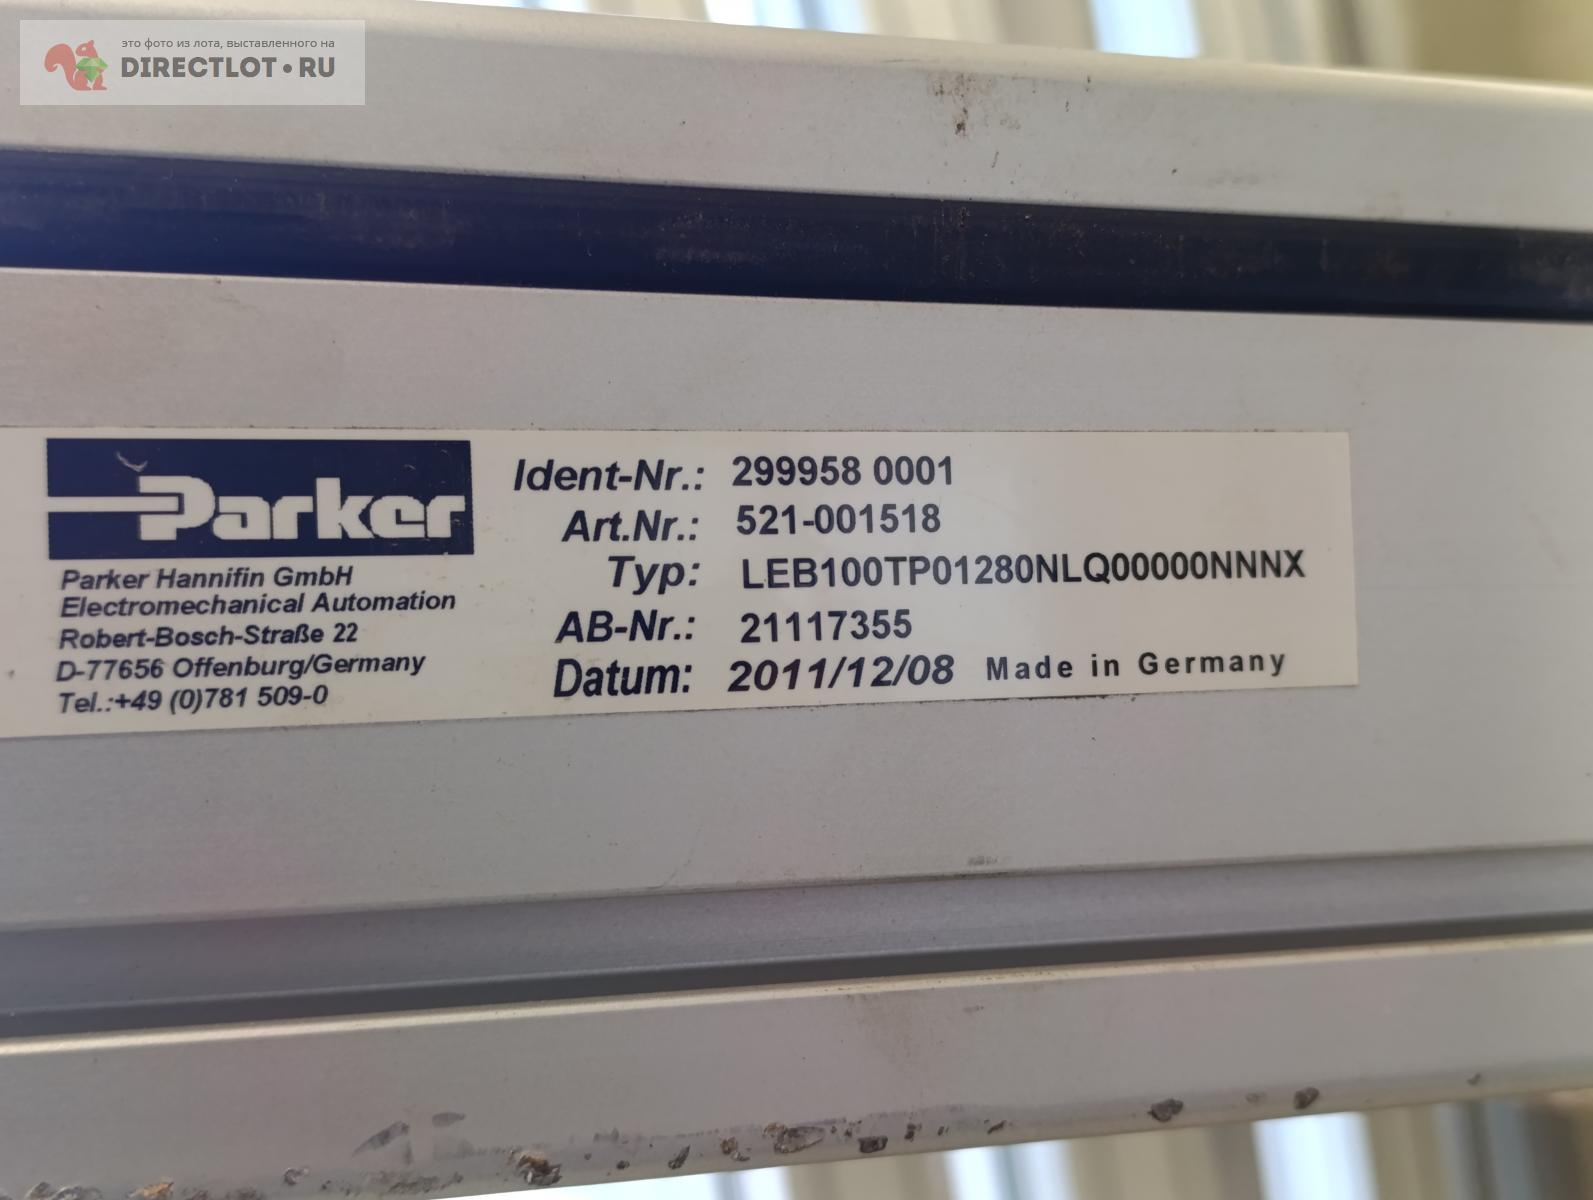 это фото из лота, выставленного на
DIRECTLOT•RU
Parker
Parker Hannifin GmbH
Electromechanical Automation
Robert-Bosch-Straße 22
D-77656 Offenburg/Germany
Tel.:+49 (0)781 509-0
Ident-Nr.: 299958 0001
Art.Nr.: 521-001518
Typ: LEB100TP01280NLQ00000NNNX
AB-Nr.: 21117355
Datum: 2011/12/08 Made in Germany